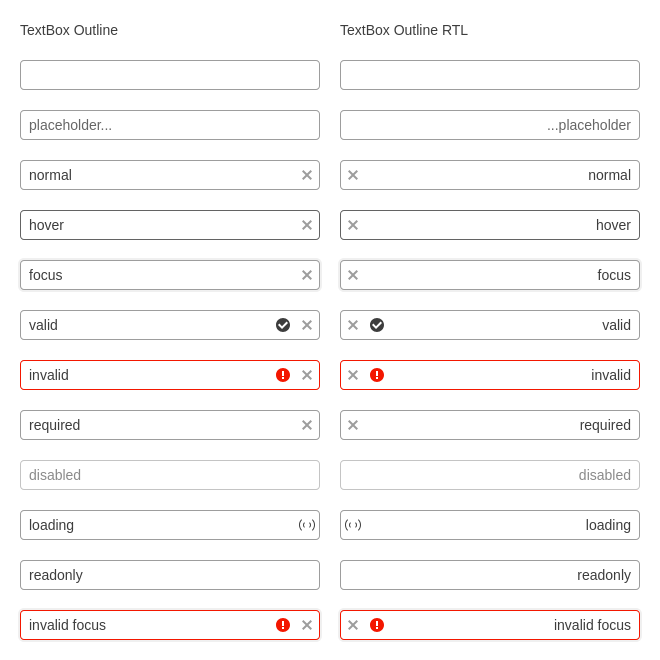 TextBox Outline
placeholder...
normal
hover
focus
valid
invalid
required
disabled
loading
readonly
invalid focus
TextBox Outline RTL
...placeholder
normal
hover
focus
valid
invalid
required
disabled
loading
readonly
invalid focus